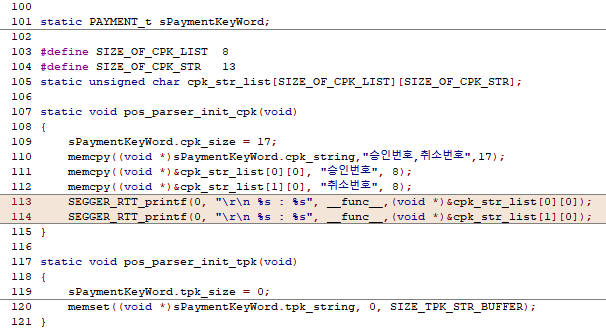 100
101 static PAYMENT_t sPaymentKeyWord;
102
103 #define SIZE_OF_CPK_LIST 8
104 #define SIZE_OF_CPK_STR 13
105 static unsigned char cpk_str_list[SIZE_OF_CPK_LIST][SIZE_OF_CPK_STR];
106
107 static void pos_parser_init_cpk(void)
108 {
109 sPaymentKeyWord.cpk_size = 17;
110 memcpy((void *)sPaymentKeyWord.cpk_string,"승인번호,취소번호",17);
111 memcpy((void *)&cpk_str_list[0][0], "승인번호", 8);
112 memcpy((void *)&cpk_str_list[1][0], "취소번호", 8);
113 SEGGER_RTT_printf(0, "\r\n %s : %s", __func__,(void *)&cpk_str_list[0][0]);
114 SEGGER_RTT_printf(0, "\r\n %s : %s", __func__,(void *)&cpk_str_list[1][0]);
115 }
116
117 static void pos_parser_init_tpk(void)
118 {
119 sPaymentKeyWord.tpk_size = 0;
120 memset((void *)sPaymentKeyWord.tpk_string, 0, SIZE_TPK_STR_BUFFER);
121 }